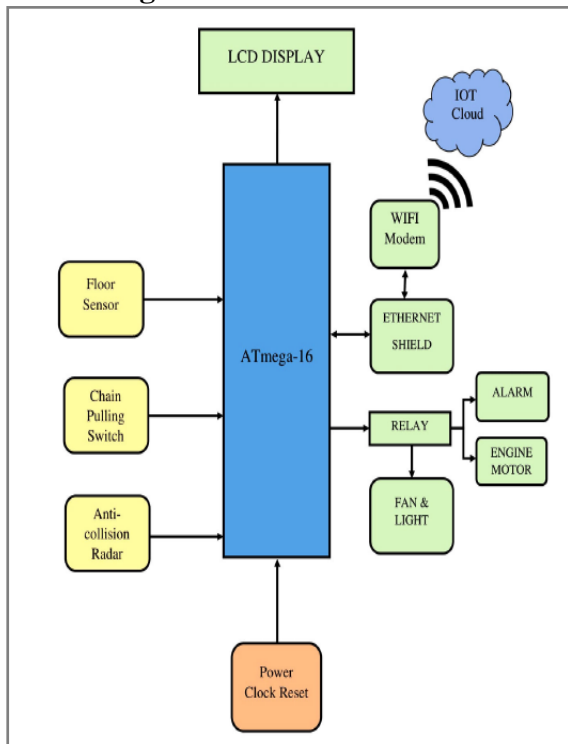 LCD DISPLAY
IOT
Cloud
WIFI
Modem
Floor
Sensor
ETHERNET
SHIELD
ATmega-16
Chain
Pulling
Switch
RELAY
ALARM
ENGINE
MOTOR
FAN &
LIGHT
Anti-
collision
Radar
Power
Clock Reset